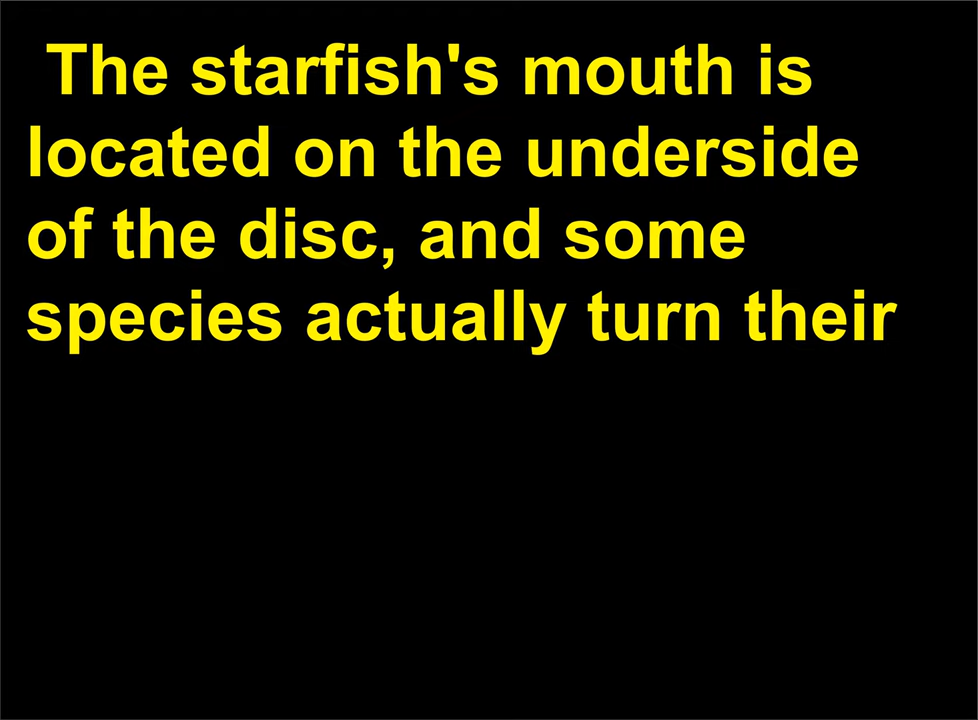 The starfish's mouth is
located on the underside
of the disc, and some
species actually turn their